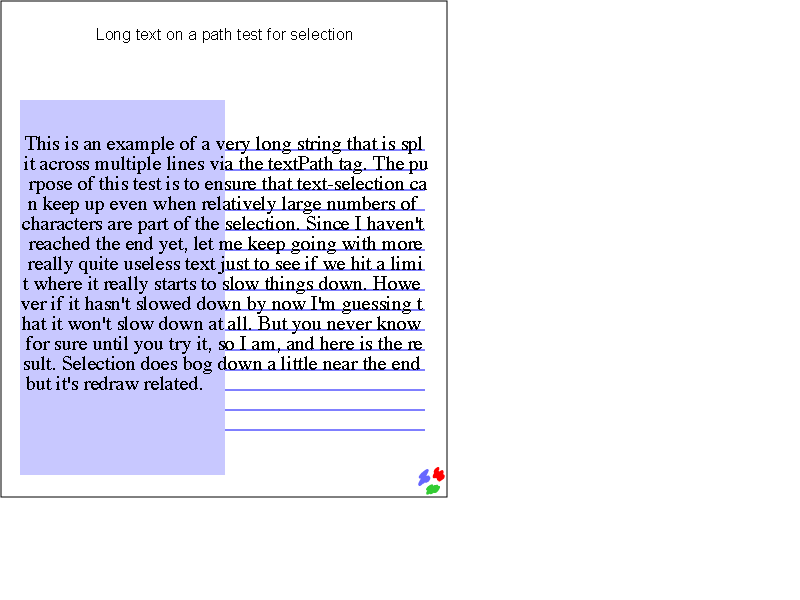 Long text on a path test for selection
This is an example of a very long string that is spl
it across multiple lines via the textPath tag. The pu
rpose of this test is to ensure that text-selection ca
n keep up even when relatively large numbers of
characters are part of the selection. Since I haven't
reached the end yet, let me keep going with more
really quite useless text just to see if we hit a limi
t where it really starts to slow things down. Howe
ver if it hasn't slowed down by now I'm guessing t
hat it won't slow down at all. But you never know
for sure until you try it, so I am, and here is the re
sult. Selection does bog down a little near the end
but it's redraw related.